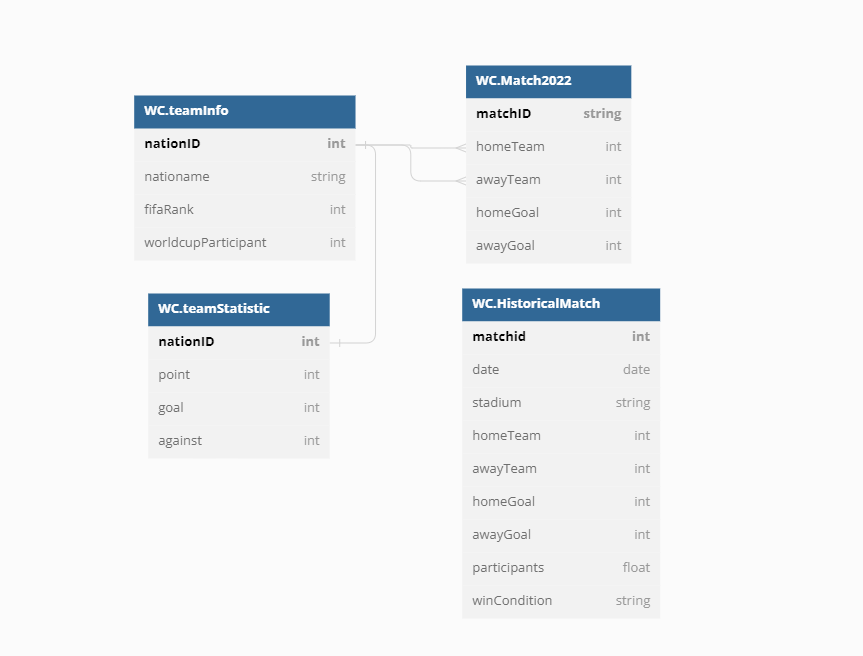 WC.teamInfo
nationID int
nationame string
fifaRank int
worldcupParticipant int
WC.teamStatistic
nationID int
point int
goal int
against int
WC.Match2022
matchID string
homeTeam int
awayTeam int
homeGoal int
awayGoal int
WC.HistoricalMatch
matchid int
date date
stadium string
homeTeam int
awayTeam int
homeGoal int
awayGoal int
participants float
winCondition string